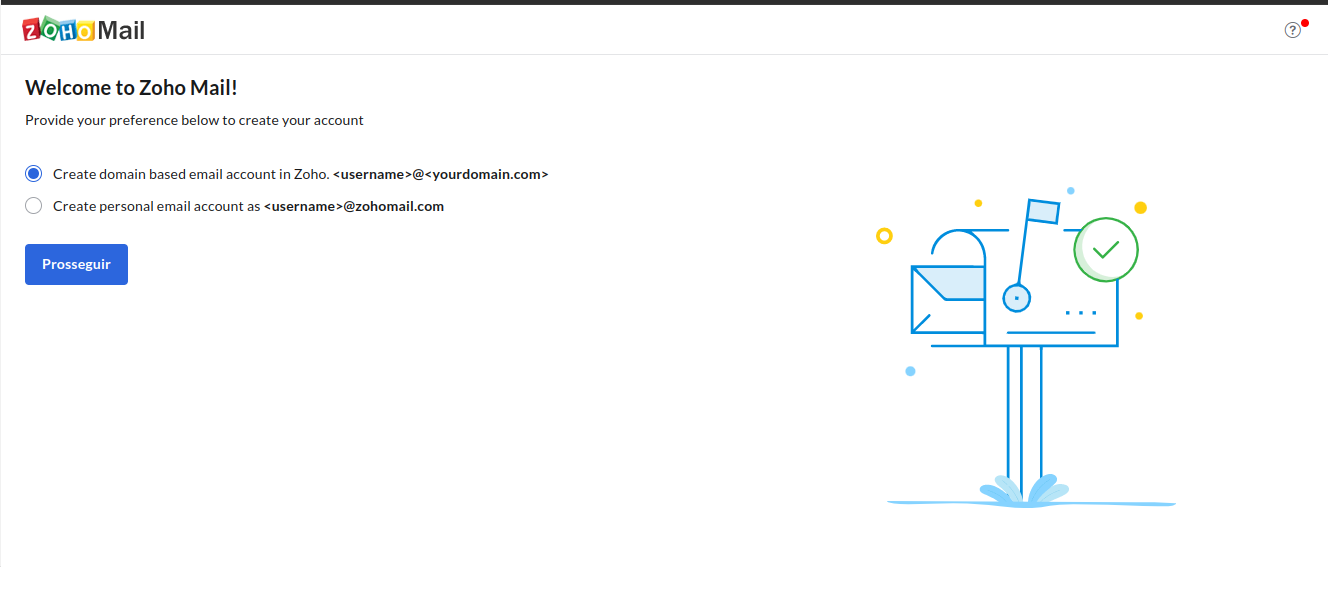 ZOHO Mail
?
Welcome to Zoho Mail!
Provide your preference below to create your account
Create domain based email account in Zoho. <username>@<yourdomain.com>
Create personal email account as <username>@zohomail.com
Prosseguir